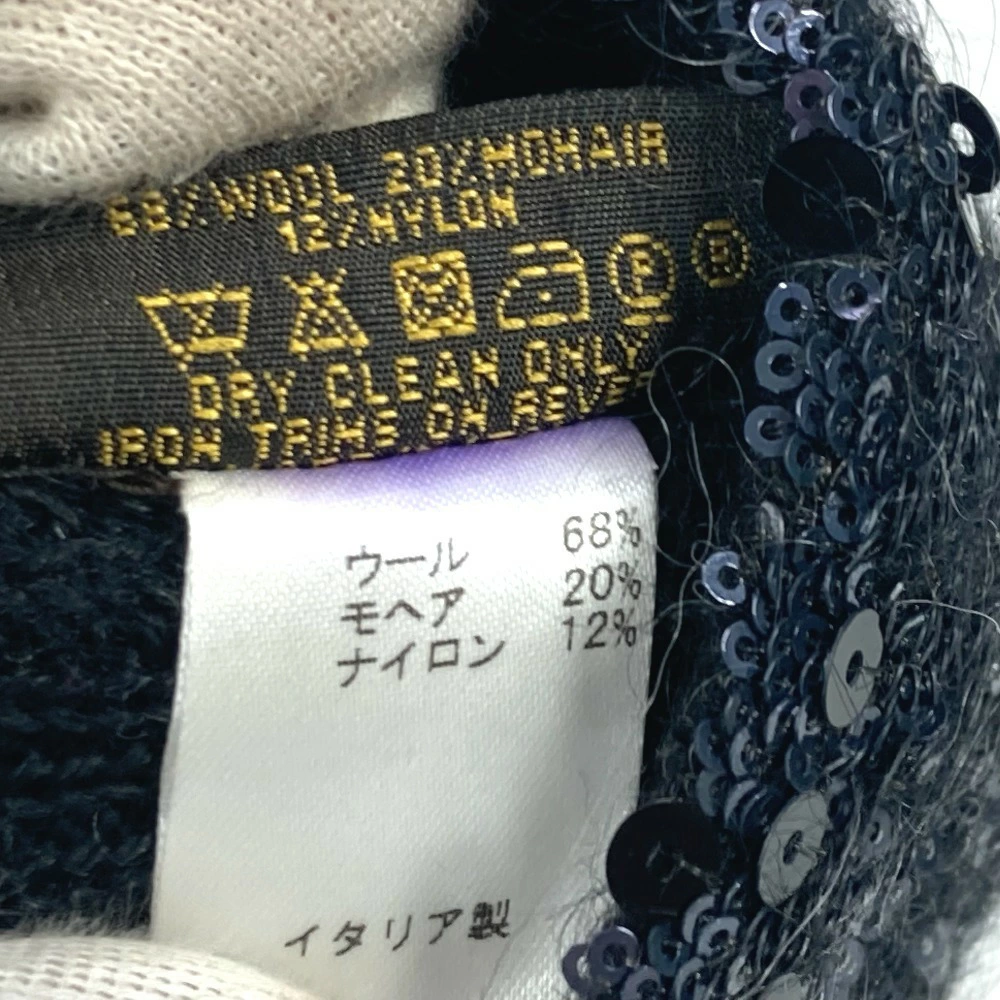 68%WOOL 20%MOHAIR
12%NYLON
P
DRY CLEAN ONLY
IRON TRIMS ON REVE
ウール 68%
モヘア 20%
ナイロン 12%
イタリア製